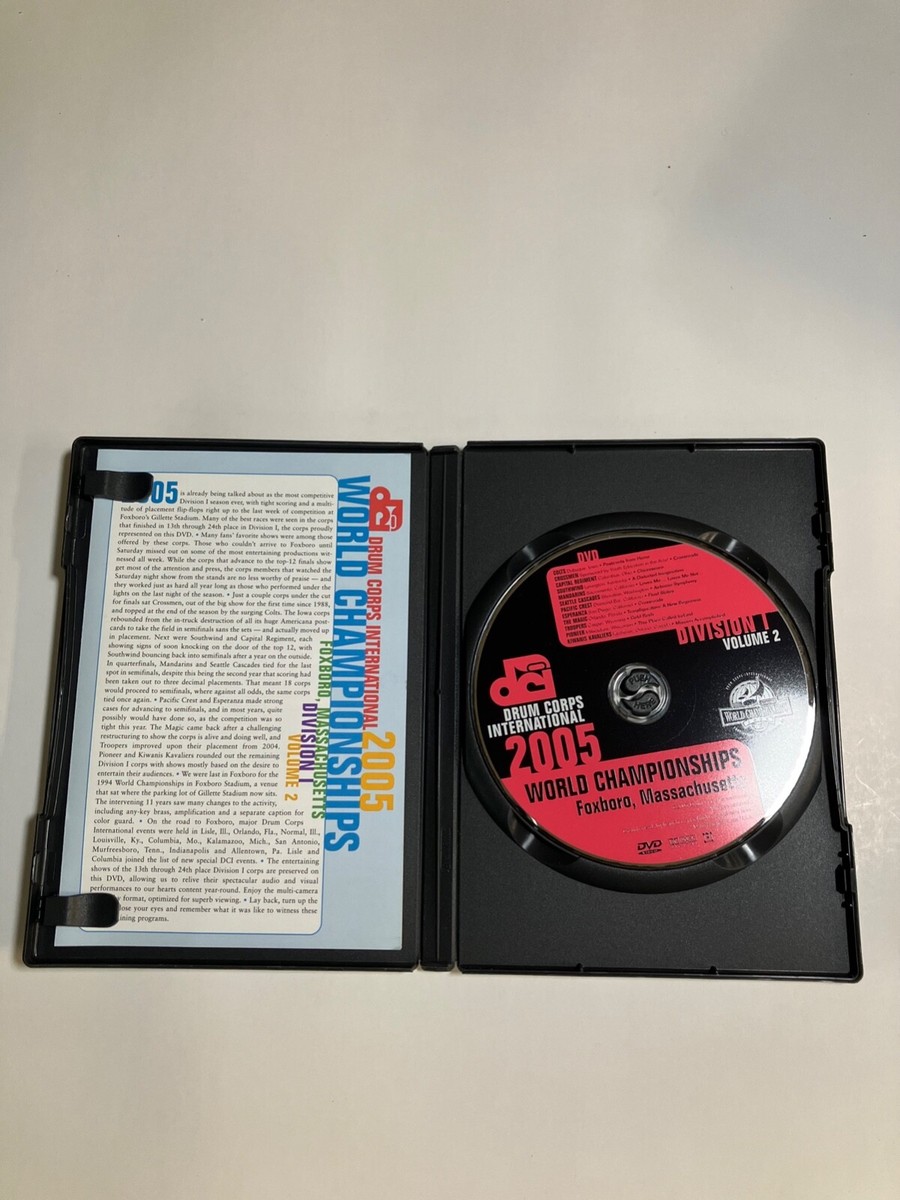 2005 is already being talked about as the most competitive
Division I season ever, with tight scoring and a multi-
tude of placement flip-flops right up to the last week of competition at
Foxboro's Gillette Stadium. Many of the best races were seen in the corps
that finished in 13th through 24th place in Division I, the corps proudly
represented on this DVD. • Many fans' favorite shows were among those
offered by these corps. Those who couldn't arrive to Foxboro until
Saturday missed out on some of the most entertaining productions wit-
nessed all week. While the corps that advance to the top-12 finals show
get most of the attention and press, the corps members that watched the
Saturday night show from the stands are no less worthy of praise — and
they worked just as hard all year long as those who performed under the
lights on the last night of the season. • Just a couple corps under the cut
for finals sat Crossmen, out of the big show for the first time since 1988,
and topped at the end of the season by the surging Colts. The Iowa corps
rebounded from the in-truck destruction of all its huge Americana post-
cards to take the field in semifinals sans the sets — and actually moved up
in placement. Next were Southwind and Capital Regiment, each
showing signs of soon knocking on the door of the top 12, with
Southwind bouncing back into semifinals after a year on the outside.
In quarterfinals, Mandarins and Seattle Cascades tied for the last
spot in semifinals, despite this being the second year that scoring had
been taken out to three decimal placements. That meant 18 corps
would proceed to semifinals, where against all odds, the same corps
tied once again. • Pacific Crest and Esperanza made strong
cases for advancing to semifinals, and in most years, quite
possibly would have done so, as the competition was so
tight this year. The Magic came back after a challenging
restructuring to show the corps is alive and doing well, and
Troopers improved upon their placement from 2004.
Pioneer and Kiwanis Kavaliers rounded out the remaining
Division I corps with shows mostly based on the desire to
entertain their audiences. • We were last in Foxboro for the
1994 World Championships in Foxboro Stadium, a venue
that sat where the parking lot of Gillette Stadium now sits.
The intervening 11 years saw many changes to the activity,
including any-key brass, amplification and a separate caption for
color guard. • On the road to Foxboro, major Drum Corps
International events were held in Lisle, Ill., Orlando, Fla., Normal, Ill.,
Louisville, Ky., Columbia, Mo., Kalamazoo, Mich., San Antonio,
Murfreesboro, Tenn., Indianapolis and Allentown, Pa. Lisle and
Columbia joined the list of new special DCI events. • The entertaining
shows of the 13th through 24th place Division I corps are preserved on
this DVD, allowing us to relive their spectacular audio and visual
performances to our hearts content year-round. Enjoy the multi-camera
format, optimized for superb viewing. • Lay back, turn up the
close your eyes and remember what it was like to witness these
programs.
dci
DRUM CORPS INTERNATIONAL 2005
WORLD CHAMPIONSHIPS
FOXBORO, MASSACHUSETTS
DIVISION I
VOLUME 2
DVD
COLTS
CROSSMEN
CAPITAL REGIMENT
SOUTHWIND
MANDARINS
SEATTLE CASCADES
PACIFIC CREST
ESPERANZA
THE MAGIC
TROOPERS
PIONEER
KIWANIS KAVALIERS
DIVISION I
VOLUME 2
dci
DRUM CORPS
INTERNATIONAL
2005
WORLD CHAMPIONSHIPS
Foxboro, Massachusetts
PUSH
DVD